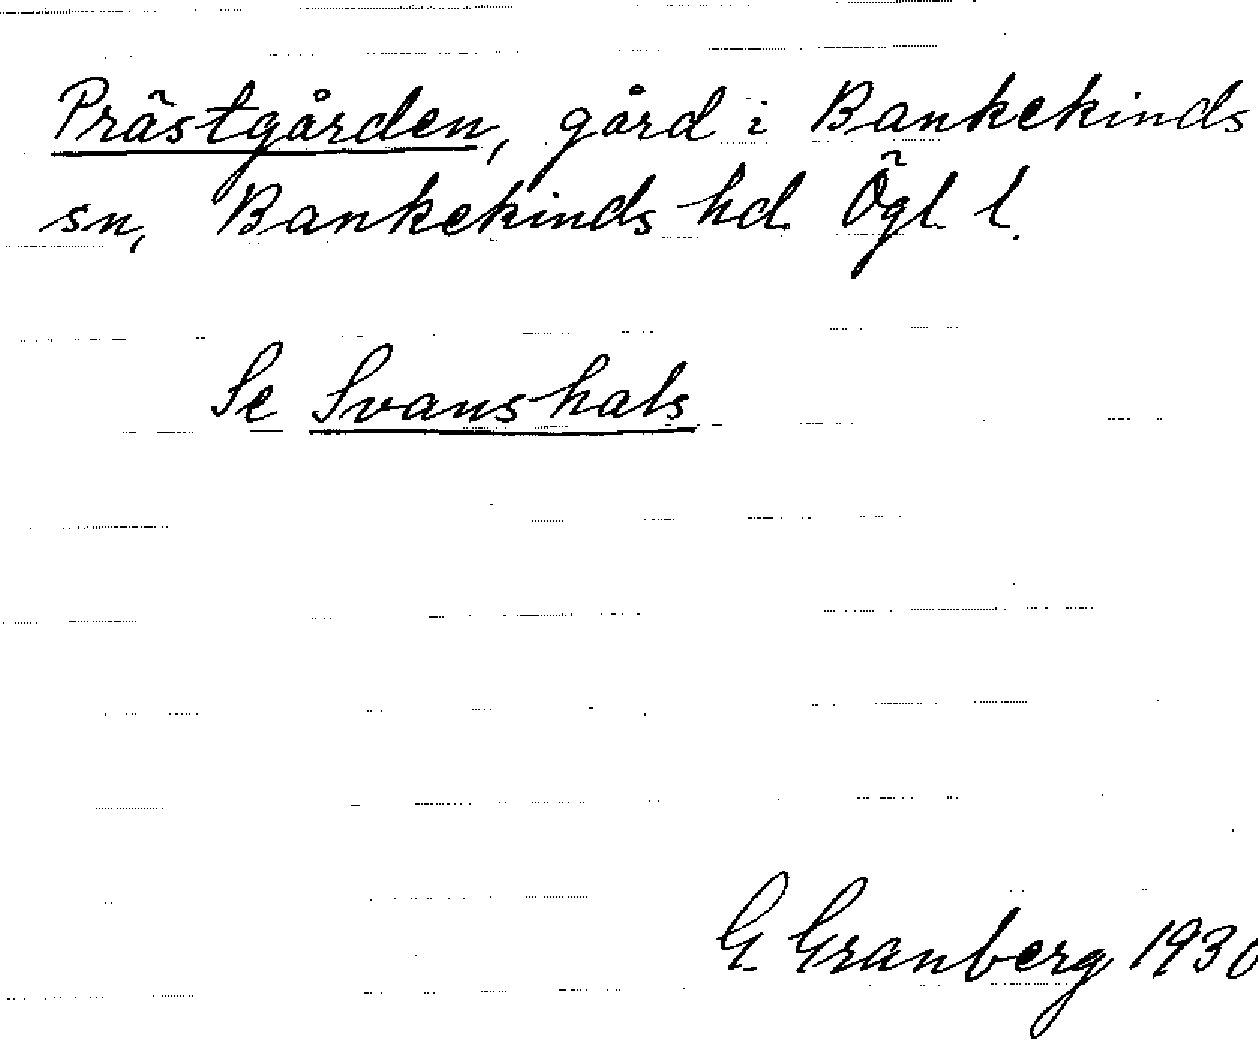 Prästgården, gård i Bankekinds
sn, Bankekinds hd Ögl l.
Se Svanshals
G Granberg 1930